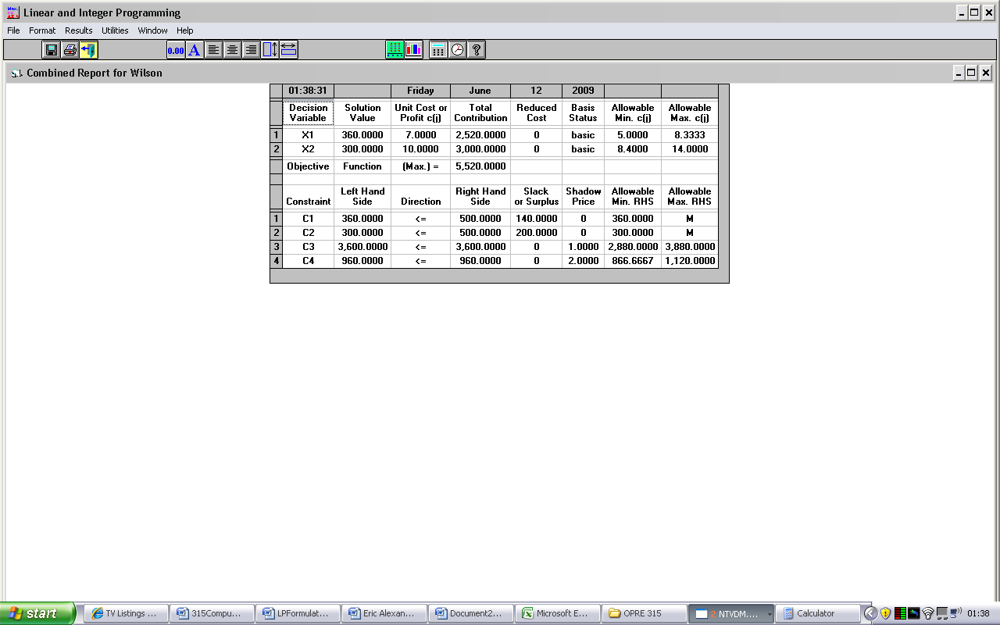 Linear and Integer Programming
File Format Results Utilities Window Help
0.00 A
Combined Report for Wilson
01:38:31 Friday June 12 2009
Decision Variable Solution Value Unit Cost or Profit c(j) Total Contribution Reduced Cost Basis Status Allowable Min. c(j) Allowable Max. c(j)
1 X1 360.0000 7.0000 2,520.0000 0 basic 5.0000 8.3333
2 X2 300.0000 10.0000 3,000.0000 0 basic 8.4000 14.0000
Objective Function (Max.) = 5,520.0000
Constraint Left Hand Side Direction Right Hand Side Slack or Surplus Shadow Price Allowable Min. RHS Allowable Max. RHS
1 C1 360.0000 <= 500.0000 140.0000 0 360.0000 M
2 C2 300.0000 <= 500.0000 200.0000 0 300.0000 M
3 C3 3,600.0000 <= 3,600.0000 0 1.0000 2,880.0000 3,880.0000
4 C4 960.0000 <= 960.0000 0 2.0000 866.6667 1,120.0000
start TV Listings ... 315Compu... LPFormulat... Eric Alexan... Document2... Microsoft E... OPRE 315 2 NTVDM.... Calculator 01:38